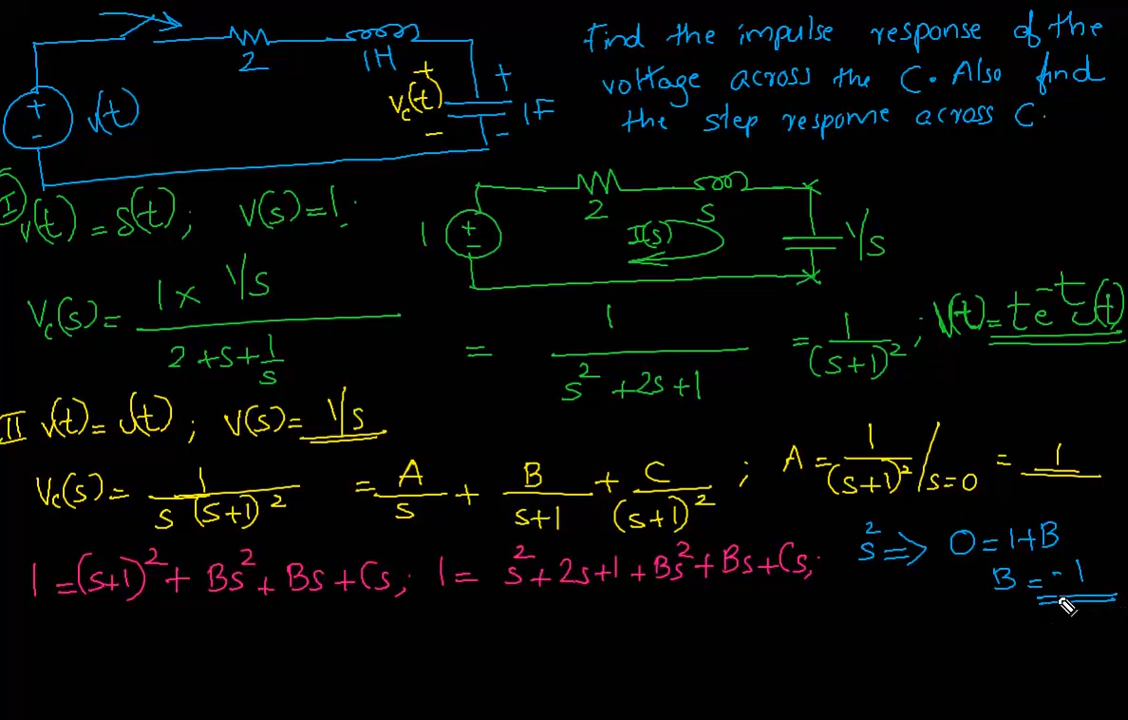 Find the impulse response of the
voltage across the C. Also find
the step response across C.
2 1H
v(t) + - Vc(t) + - + - 1F
I v(t) = δ(t); V(s) = 1;
1 + - 2 s I(s) 1/s
Vc(s) = (1 × 1/s) / (2 + s + 1/s) = 1 / (s² + 2s + 1) = 1/(s+1)²; V(t) = te^-t u(t)
II v(t) = u(t); V(s) = 1/s
Vc(s) = 1 / (s (s+1)²) = A/s + B/(s+1) + C/(s+1)²; A = 1/(s+1)² /s=0 = 1
1 = (s+1)² + Bs² + Bs + Cs; 1 = s² + 2s + 1 + Bs² + Bs + Cs;
s² ⇒ 0 = 1 + B
B = -1